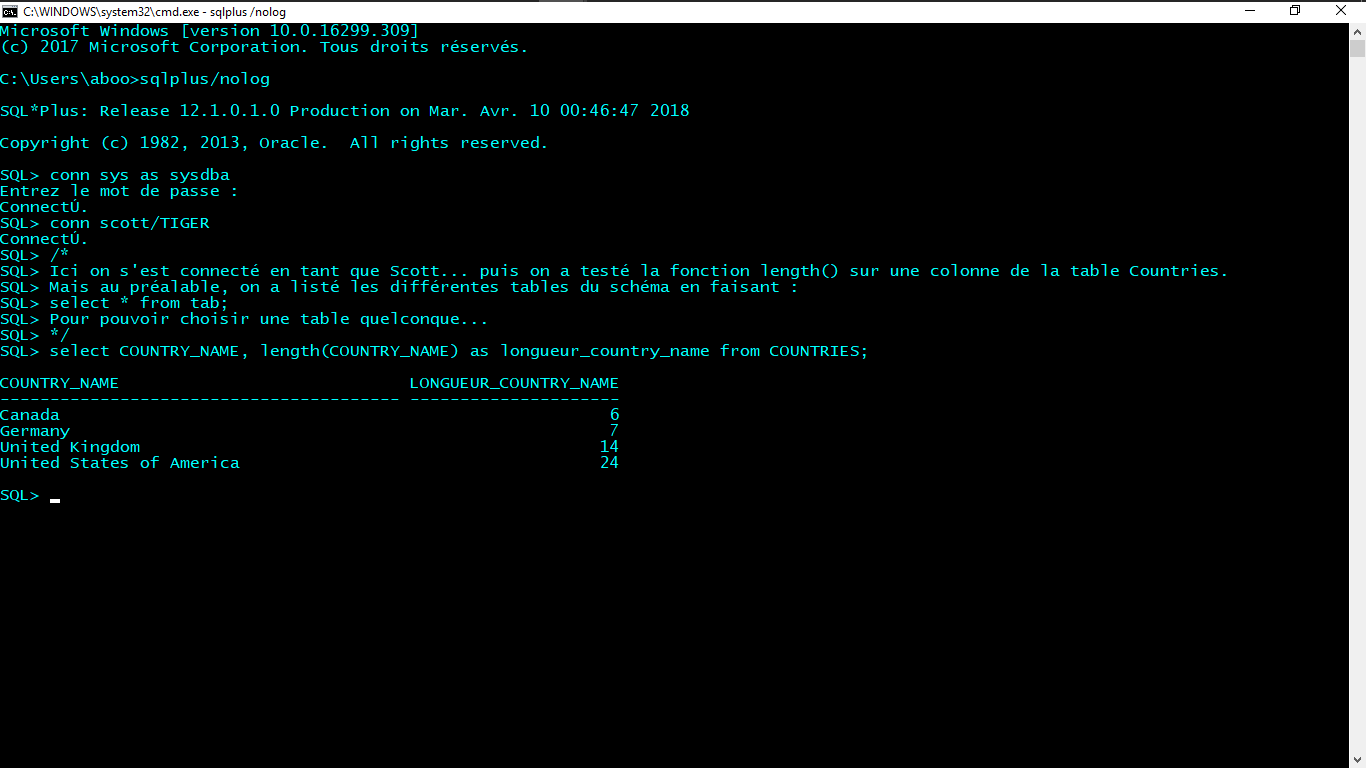 C:\WINDOWS\system32\cmd.exe - sqlplus /nolog
Microsoft Windows [version 10.0.16299.309]
(c) 2017 Microsoft Corporation. Tous droits réservés.
C:\Users\aboo>sqlplus/nolog
SQL*Plus: Release 12.1.0.1.0 Production on Mar. Avr. 10 00:46:47 2018
Copyright (c) 1982, 2013, Oracle.  All rights reserved.
SQL> conn sys as sysdba
Entrez le mot de passe :
ConnectÚ.
SQL> conn scott/TIGER
ConnectÚ.
SQL> /*
SQL> Ici on s'est connecté en tant que Scott... puis on a testé la fonction length() sur une colonne de la table Countries.
SQL> Mais au préalable, on a listé les différentes tables du schéma en faisant :
SQL> select * from tab;
SQL> Pour pouvoir choisir une table quelconque...
SQL> */
SQL> select COUNTRY_NAME, length(COUNTRY_NAME) as longueur_country_name from COUNTRIES;
COUNTRY_NAME                             LONGUEUR_COUNTRY_NAME
---------------------------------------- ---------------------
Canada                                                       6
Germany                                                      7
United Kingdom                                              14
United States of America                                    24
SQL>